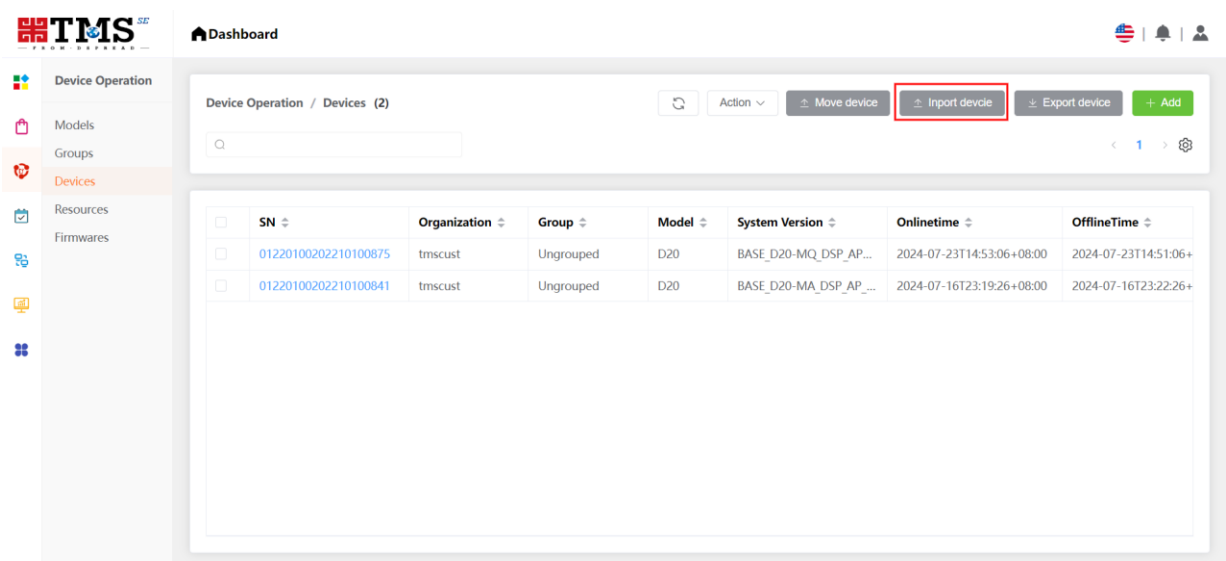 TMS SE
FROM DSPREAD
Dashboard
Device Operation
Models
Groups
Devices
Resources
Firmwares
Device Operation / Devices (2)
Action
Move device
Inport devcie
Export device
+ Add
< 1 >
SN Organization Group Model System Version Onlinetime OfflineTime
01220100202210100875 tmscust Ungrouped D20 BASE_D20-MQ_DSP_AP... 2024-07-23T14:53:06+08:00 2024-07-23T14:51:06+
01220100202210100841 tmscust Ungrouped D20 BASE_D20-MA_DSP_AP_... 2024-07-16T23:19:26+08:00 2024-07-16T23:22:26+